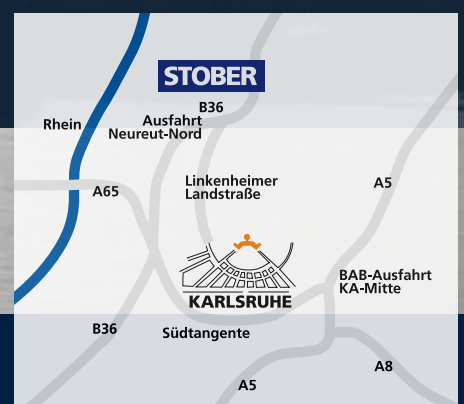 STOBER
B36
Ausfahrt
Neureut-Nord
Rhein
Linkenheimer
Landstraße
A65
A5
BAB-Ausfahrt
KA-Mitte
KARLSRUHE
B36
Südtangente
A8
A5